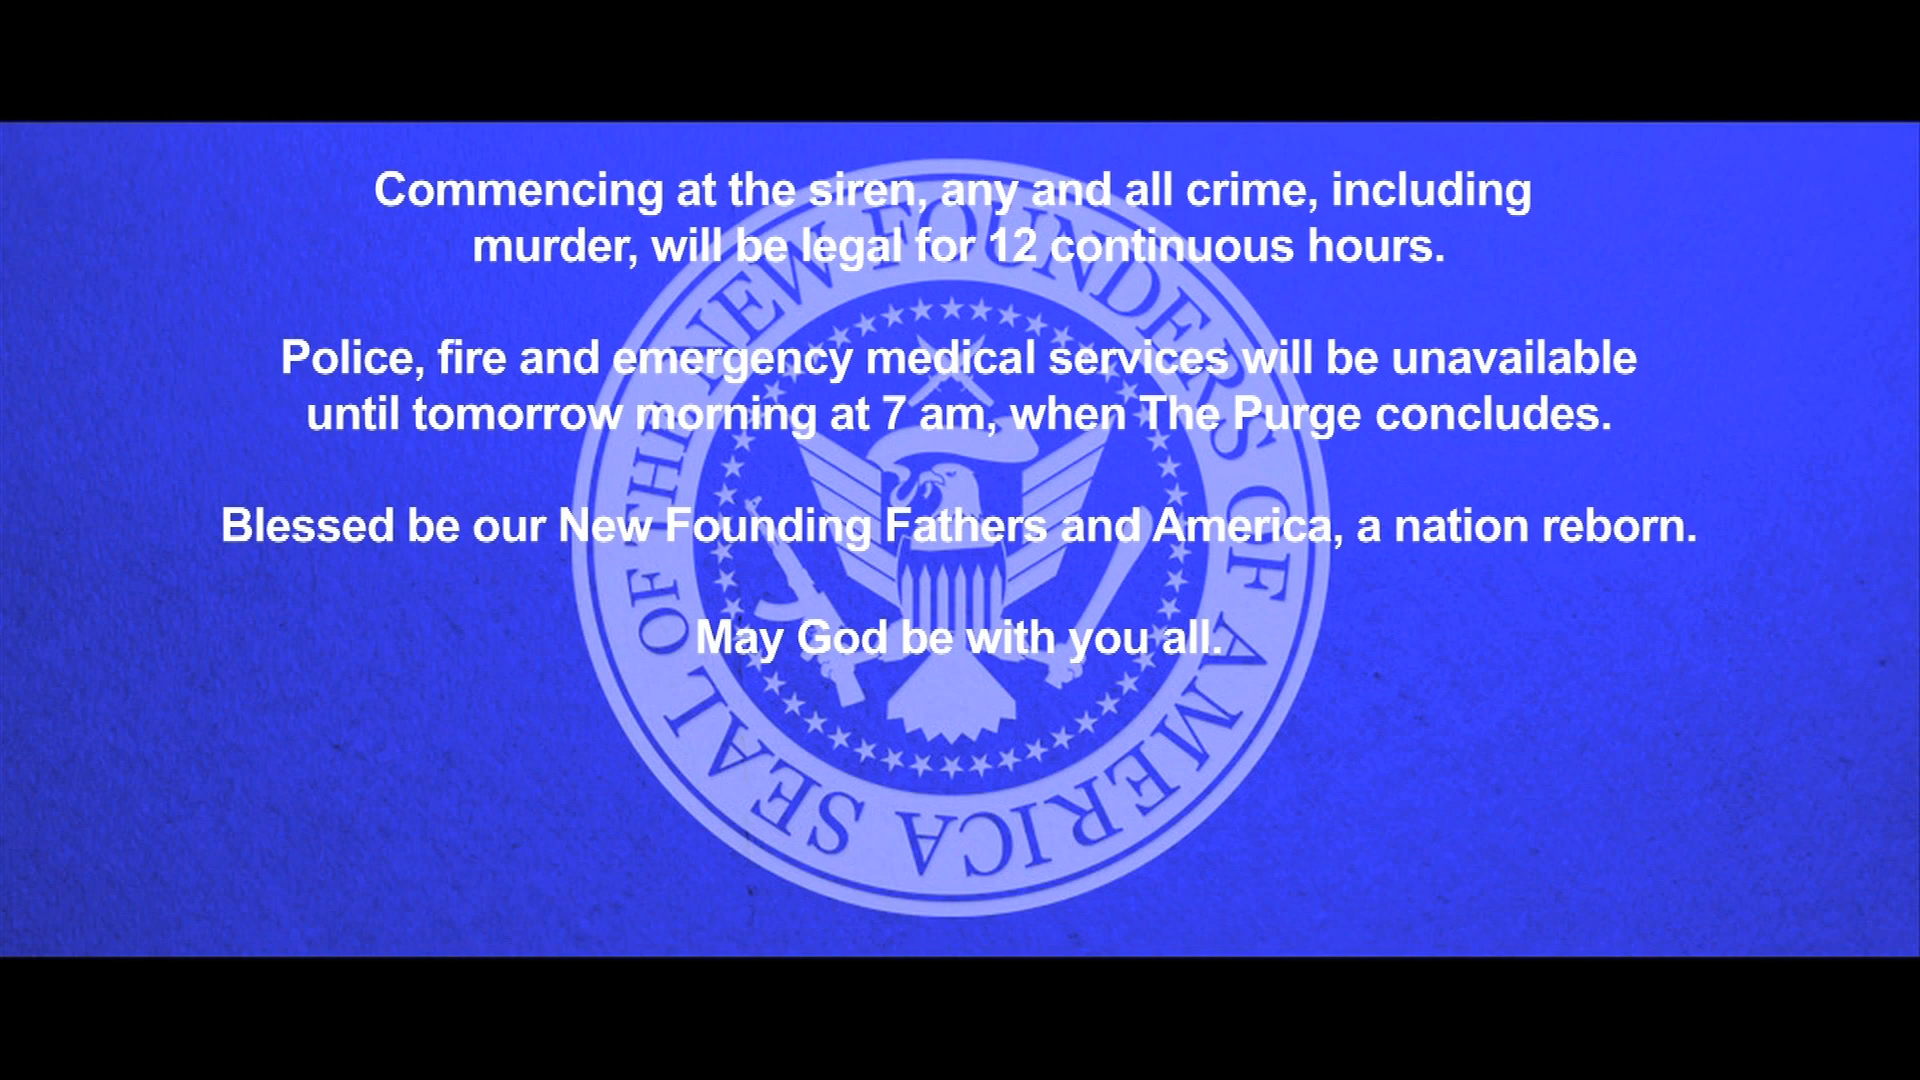 Commencing at the siren, any and all crime, including
murder, will be legal for 12 continuous hours.
Police, fire and emergency medical services will be unavailable
until tomorrow morning at 7 am, when The Purge concludes.
Blessed be our New Founding Fathers and America, a nation reborn.
May God be with you all.
SEAL OF THE NEW FOUNDERS OF AMERICA